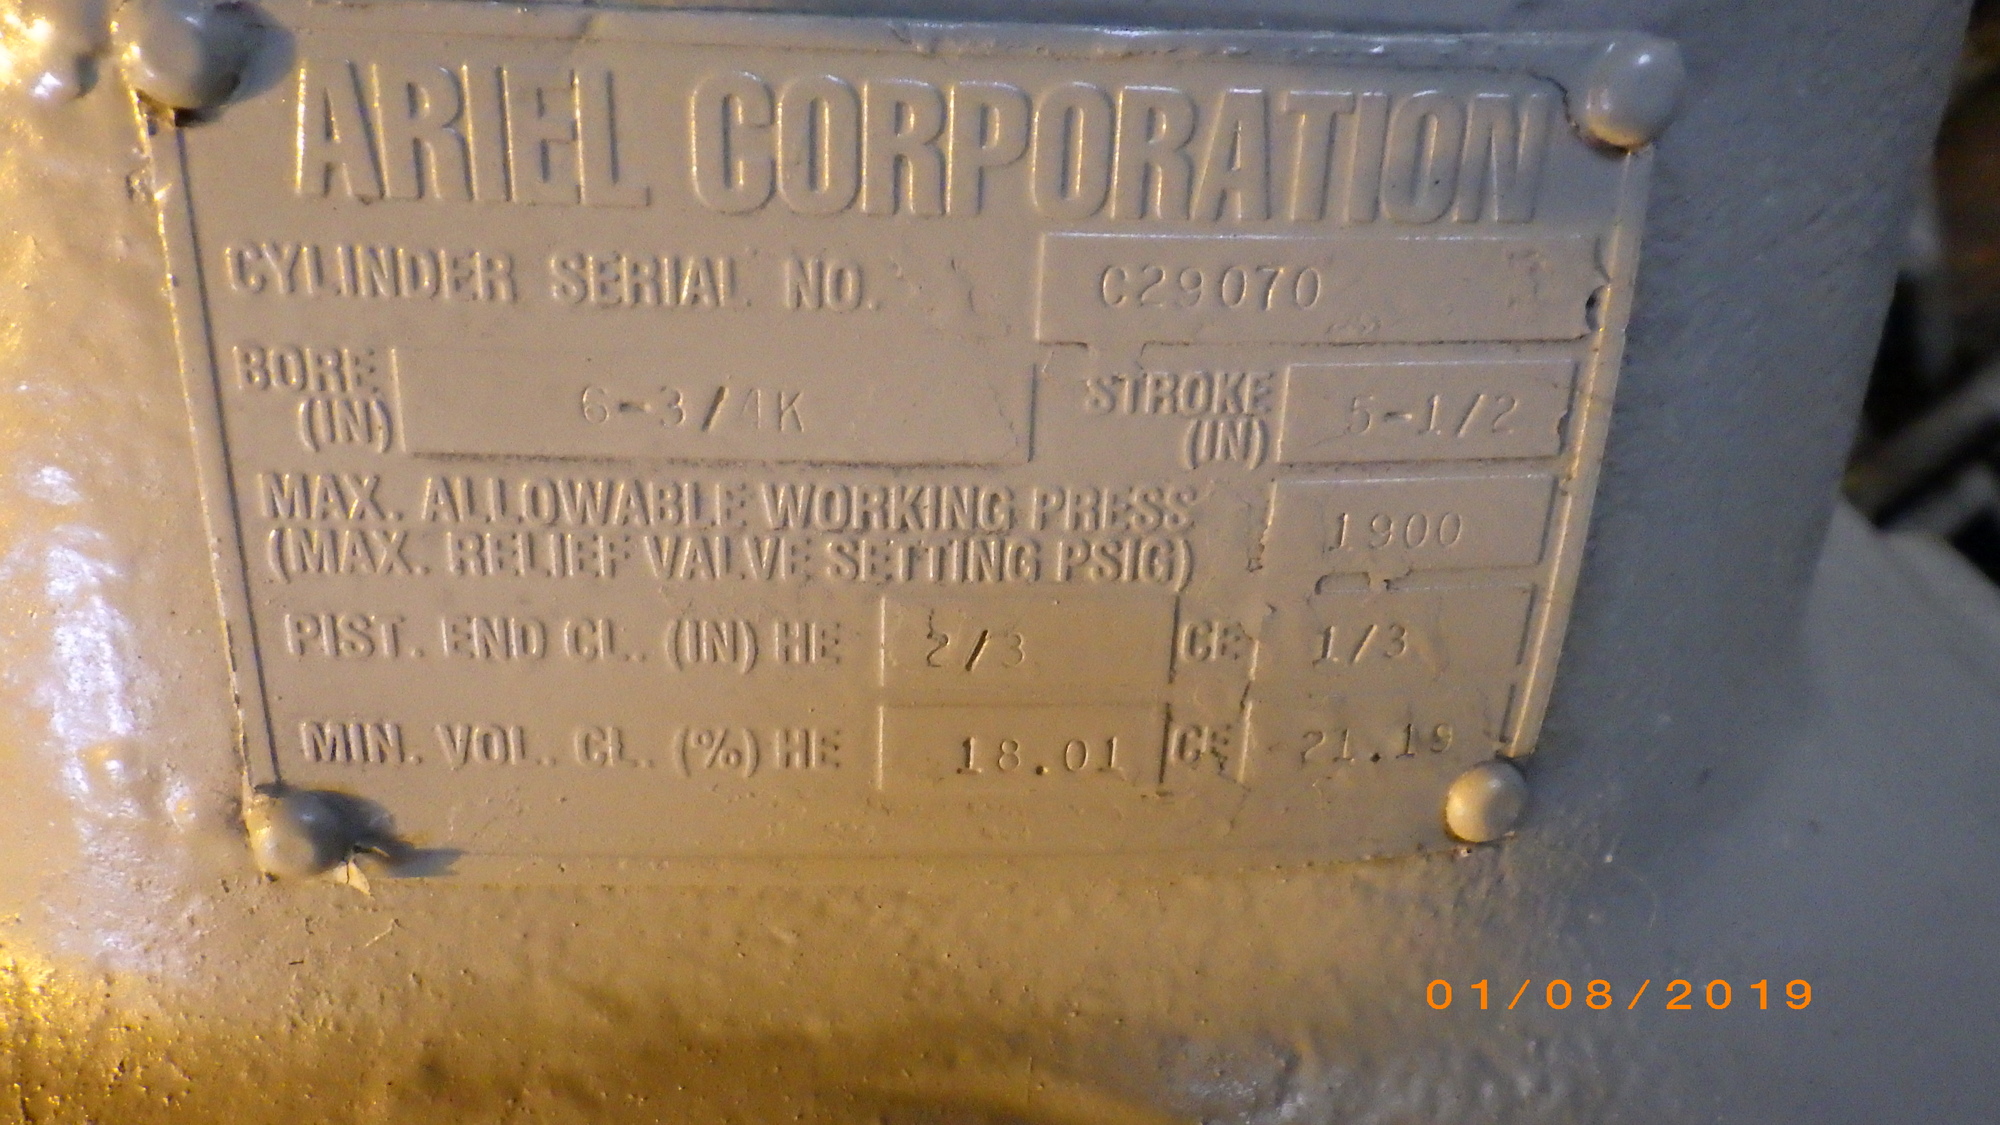 ARIEL CORPORATION
CYLINDER SERIAL NO. C29070
BORE (IN) 6-3/4K STROKE (IN) 5-1/2
MAX. ALLOWABLE WORKING PRESS
(MAX. RELIEF VALVE SETTING PSIG) 1900
PIST. END CL. (IN) HE 2/3 CE 1/3
MIN. VOL. CL. (%) HE 18.01 CE 21.19
01/08/2019